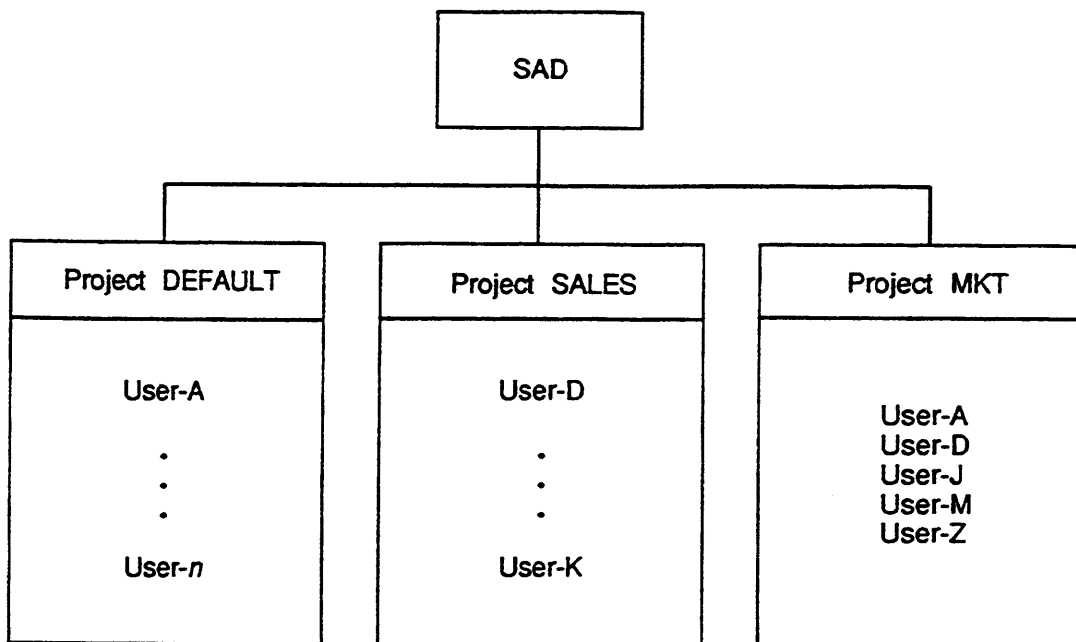 SAD
Project DEFAULT
User-A
.
.
.
User-n
Project SALES
User-D
.
.
.
User-K
Project MKT
User-A
User-D
User-J
User-M
User-Z